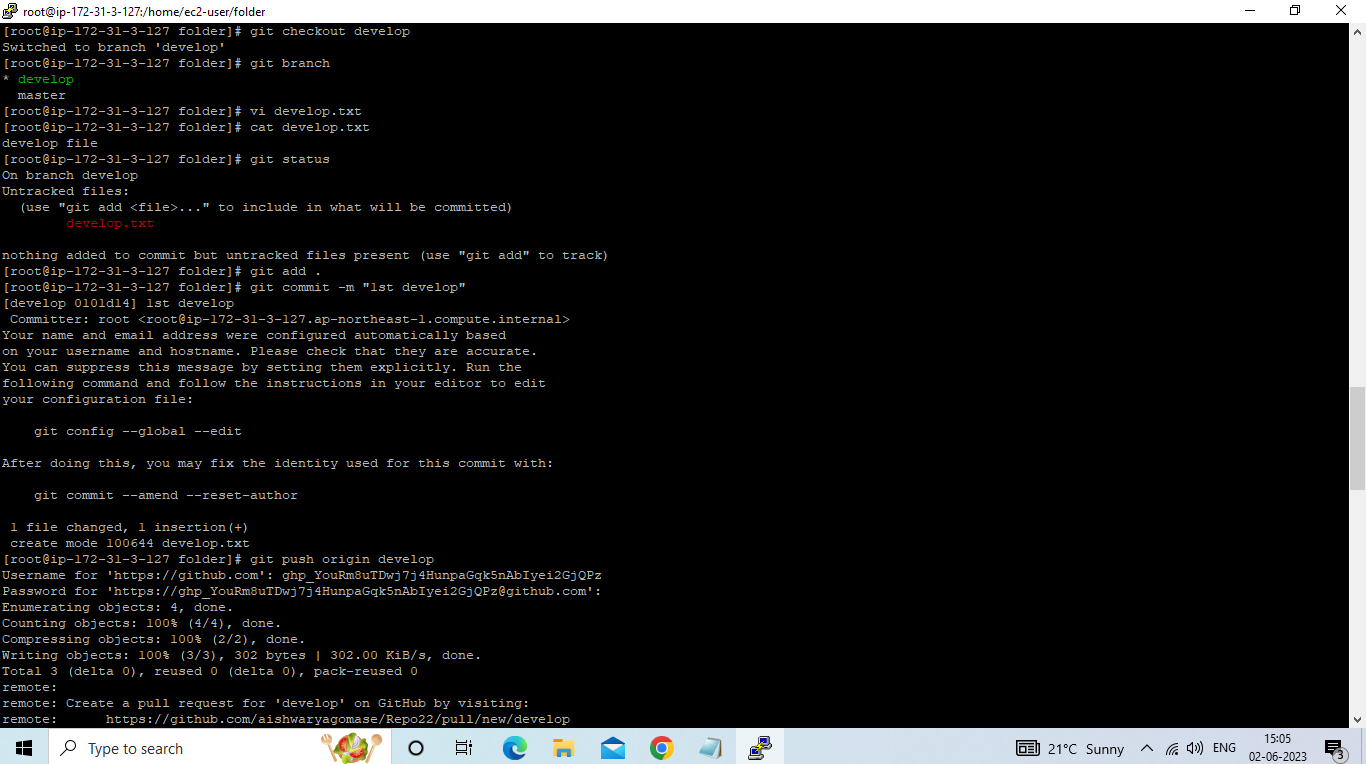 root@ip-172-31-3-127:/home/ec2-user/folder
[root@ip-172-31-3-127 folder]# git checkout develop
Switched to branch 'develop'
[root@ip-172-31-3-127 folder]# git branch
* develop
master
[root@ip-172-31-3-127 folder]# vi develop.txt
[root@ip-172-31-3-127 folder]# cat develop.txt
develop file
[root@ip-172-31-3-127 folder]# git status
On branch develop
Untracked files:
(use "git add <file>..." to include in what will be committed)
develop.txt
nothing added to commit but untracked files present (use "git add" to track)
[root@ip-172-31-3-127 folder]# git add .
[root@ip-172-31-3-127 folder]# git commit -m "1st develop"
[develop 0101d14] 1st develop
Committer: root <root@ip-172-31-3-127.ap-northeast-1.compute.internal>
Your name and email address were configured automatically based
on your username and hostname. Please check that they are accurate.
You can suppress this message by setting them explicitly. Run the
following command and follow the instructions in your editor to edit
your configuration file:
git config --global --edit
After doing this, you may fix the identity used for this commit with:
git commit --amend --reset-author
1 file changed, 1 insertion(+)
create mode 100644 develop.txt
[root@ip-172-31-3-127 folder]# git push origin develop
Username for 'https://github.com': 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
Password for 'https://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@github.com':
Enumerating objects: 4, done.
Counting objects: 100% (4/4), done.
Compressing objects: 100% (2/2), done.
Writing objects: 100% (3/3), 302 bytes | 302.00 KiB/s, done.
Total 3 (delta 0), reused 0 (delta 0), pack-reused 0
remote:
remote: Create a pull request for 'develop' on GitHub by visiting:
remote: https://github.com/aishwaryagomase/Repo22/pull/new/develop
Type to search
21°C Sunny
ENG
15:05
02-06-2023
3